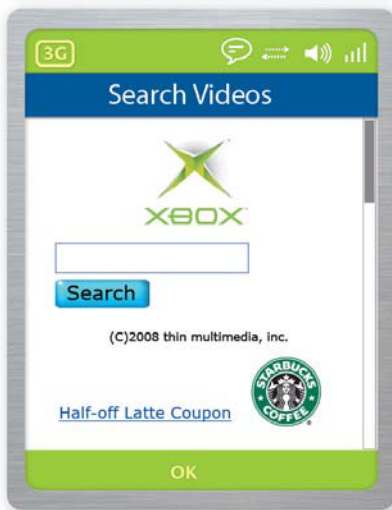 3G
Search Videos
XBOX
Search
(C)2008 thin multimedia, inc.
STARBUCKS
COFFEE
Half-off Latte Coupon
OK